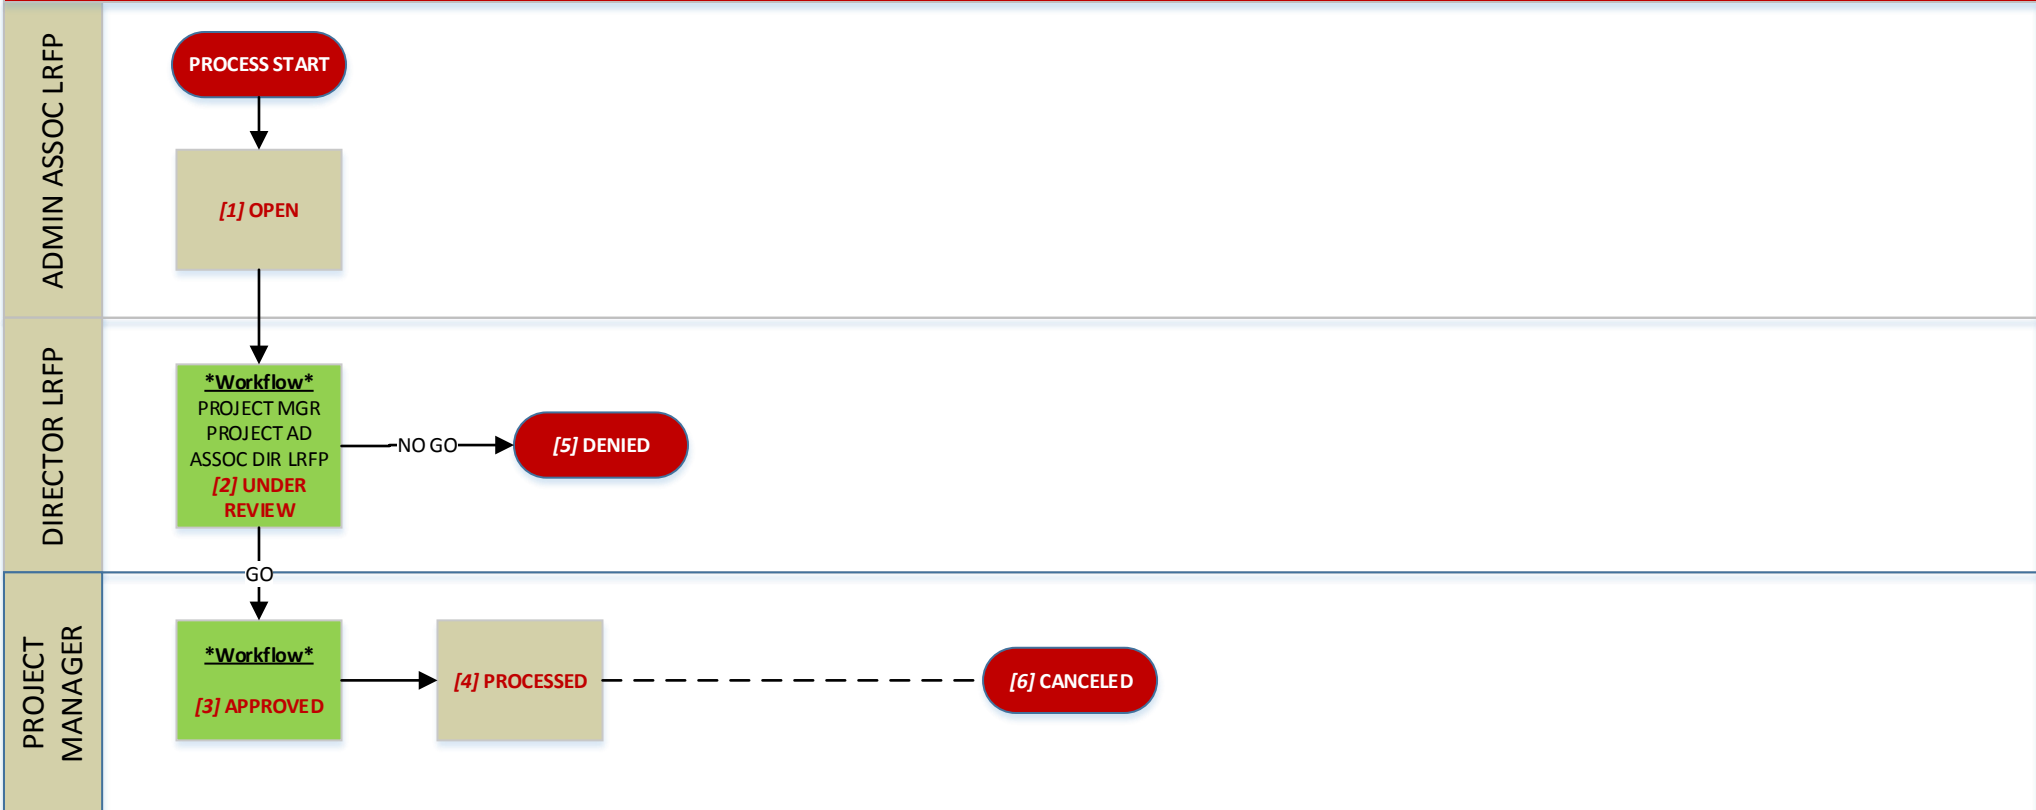 ADMIN ASSOC LRFP
PROCESS START
[1] OPEN
DIRECTOR LRFP
*Workflow*
PROJECT MGR
PROJECT AD
ASSOC DIR LRFP
[2] UNDER
REVIEW
NO GO
[5] DENIED
GO
PROJECT
MANAGER
*Workflow*
[3] APPROVED
[4] PROCESSED
[6] CANCELED